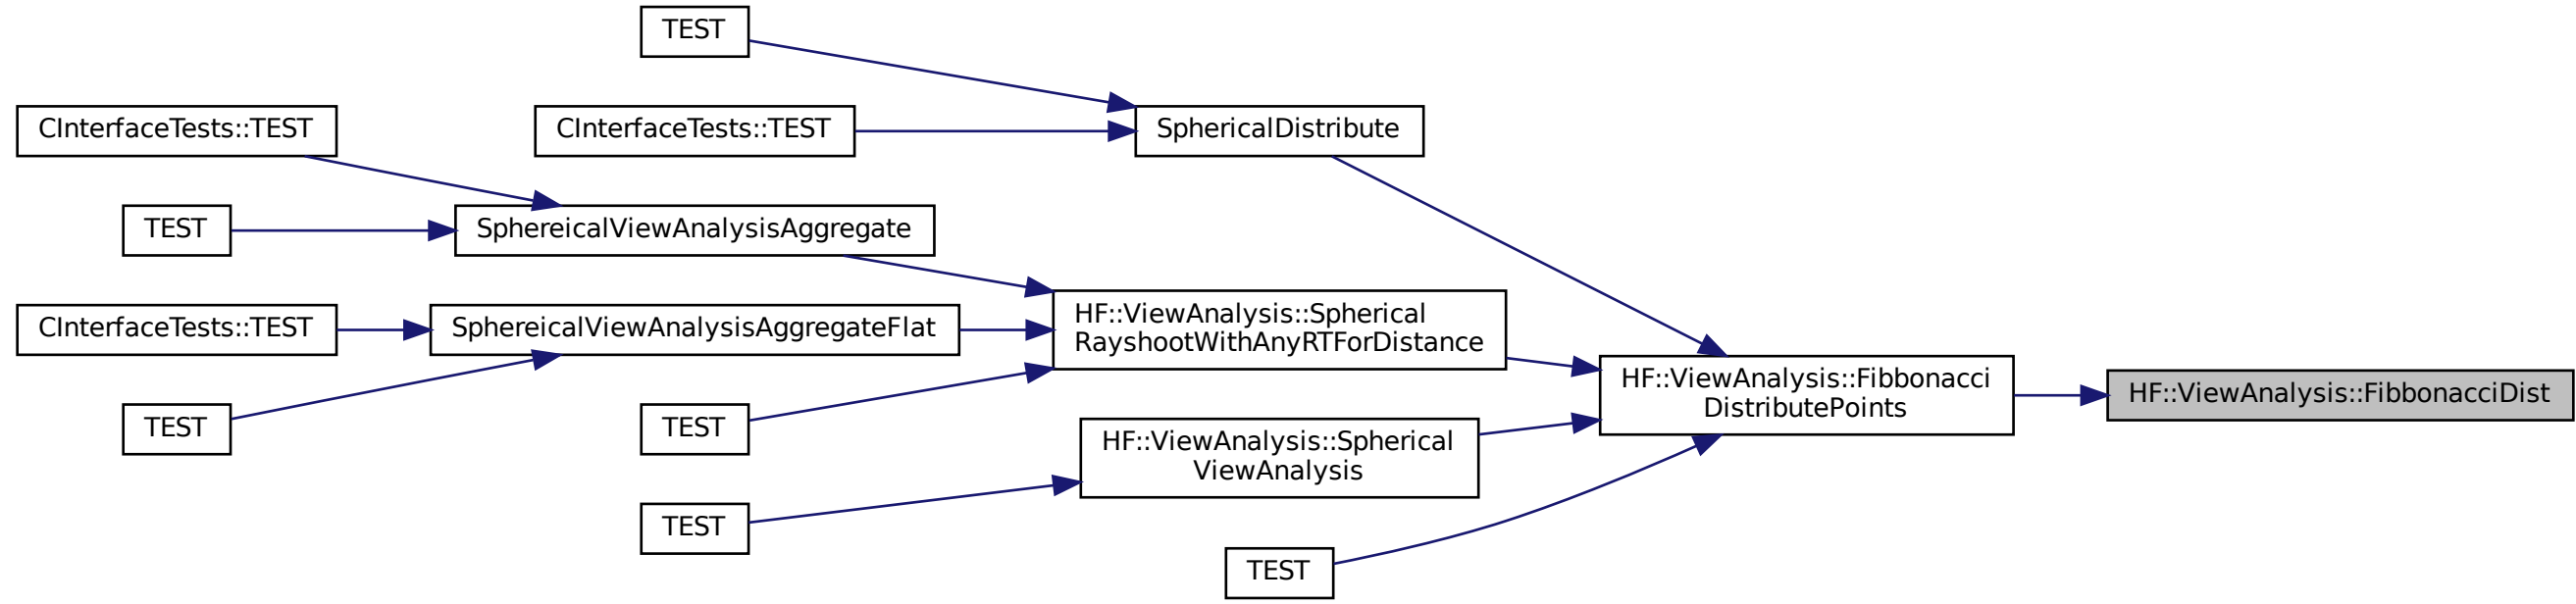 TEST
CInterfaceTests::TEST
CInterfaceTests::TEST
SphericalDistribute
TEST
SphereicalViewAnalysisAggregate
CInterfaceTests::TEST
SphereicalViewAnalysisAggregateFlat
HF::ViewAnalysis::Spherical
RayshootWithAnyRTForDistance
TEST
TEST
HF::ViewAnalysis::Spherical
ViewAnalysis
TEST
TEST
HF::ViewAnalysis::Fibbonacci
DistributePoints
HF::ViewAnalysis::FibbonacciDist